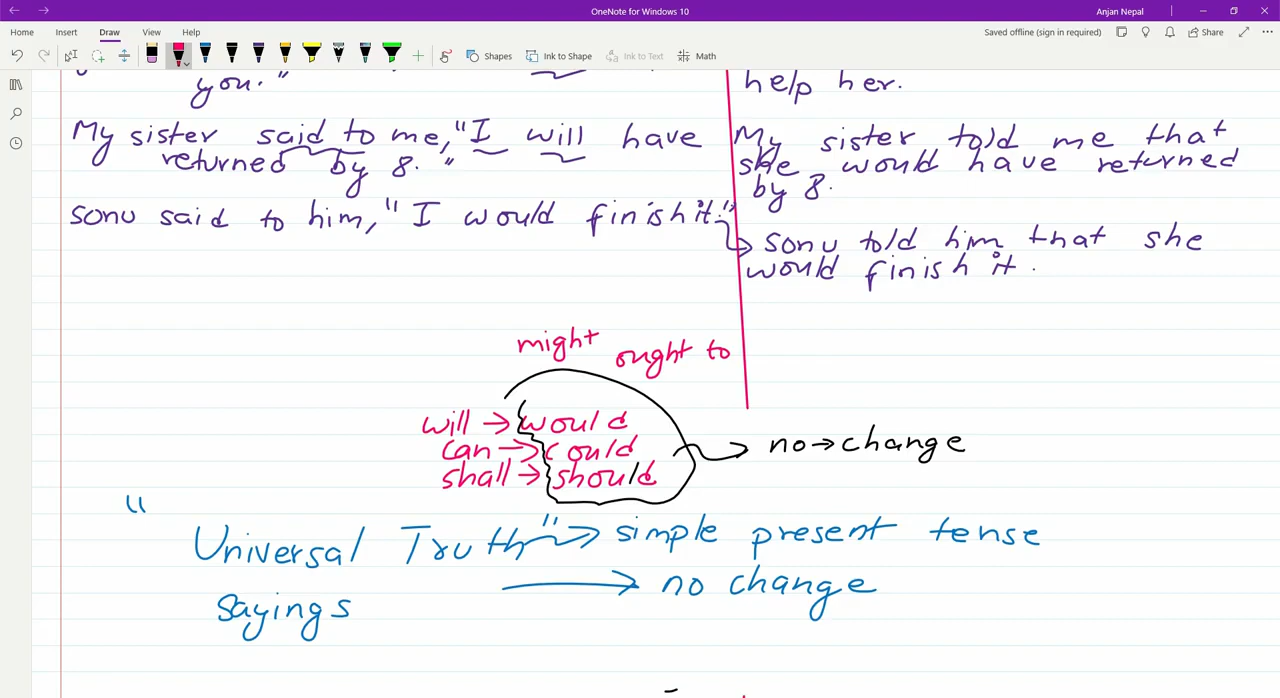 OneNote for Windows 10
Anjan Nepal
Home Insert Draw View Help
Saved offline (sign in required)
Share
Shapes
Ink to Shape
Ink to Text
Math
you."
help her.
My sister said to me, "I will have
returned by 8."
My sister told me that
she would have returned
by 8.
sonu said to him, "I would finish it."
sonu told him that she
would finish it.
might ought to
will → would
can → could
shall → should
no → change
"Universal Truth" → simple present tense
→ no change
sayings